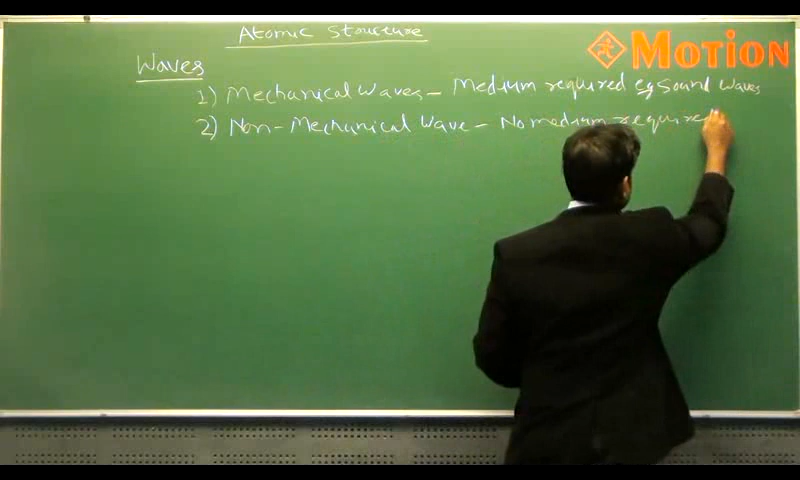 Atomic Structure
MOTION
Waves
1) Mechanical Waves - Medium required eg Sound Waves
2) Non-Mechanical Wave - No medium required